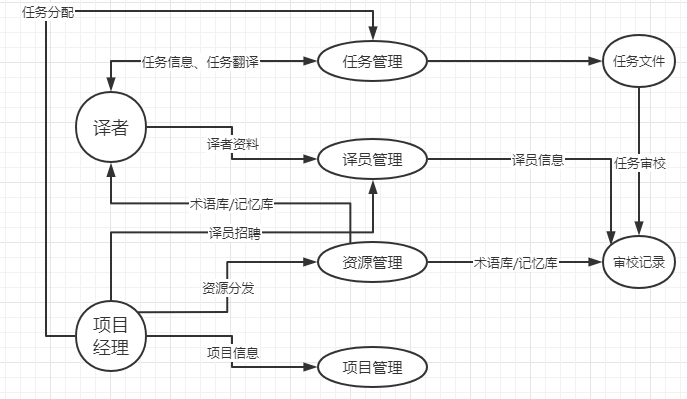 任务分配
任务信息、任务翻译
任务管理
任务文件
译者
译者资料
译员管理
译员信息
任务审校
术语库/记忆库
译员招聘
资源管理
术语库/记忆库
审校记录
资源分发
项目
经理
项目信息
项目管理